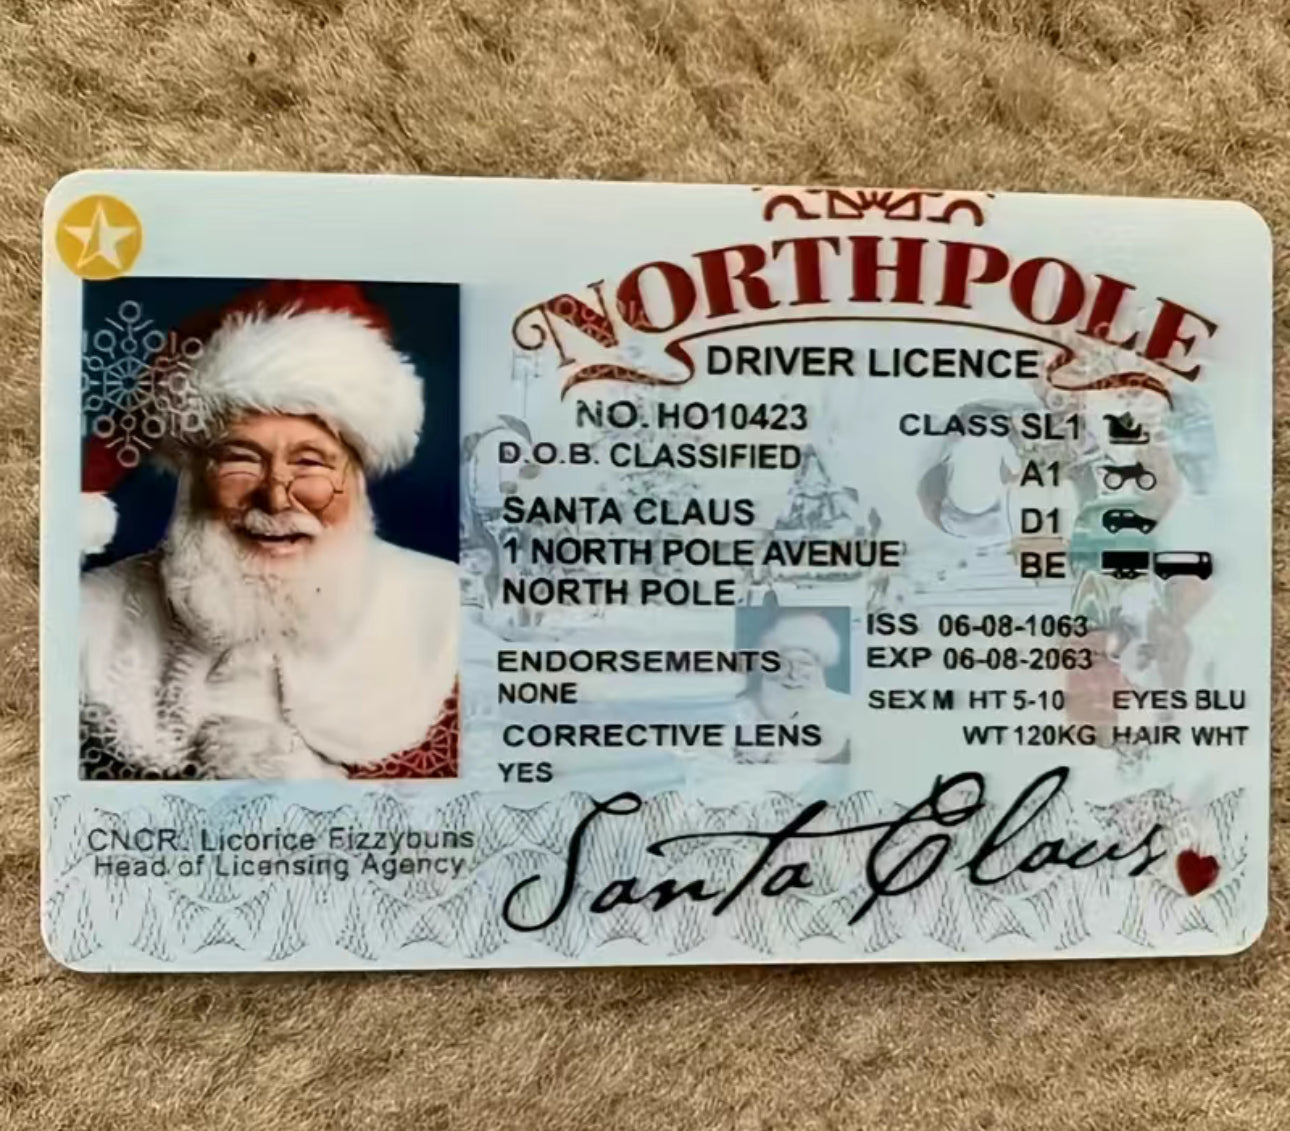 NORTHPOLE
DRIVER LICENCE
NO. HO10423
D.O.B. CLASSIFIED
SANTA CLAUS
1 NORTH POLE AVENUE
NORTH POLE
CLASS SL1
A1
D1
BE
ISS 06-08-1063
EXP 06-08-2063
ENDORSEMENTS
NONE
SEX M HT 5-10 EYES BLU
WT 120KG HAIR WHT
CORRECTIVE LENS
YES
CNCR. Licorice Fizzybuns
Head of Licensing Agency
Santa Claus